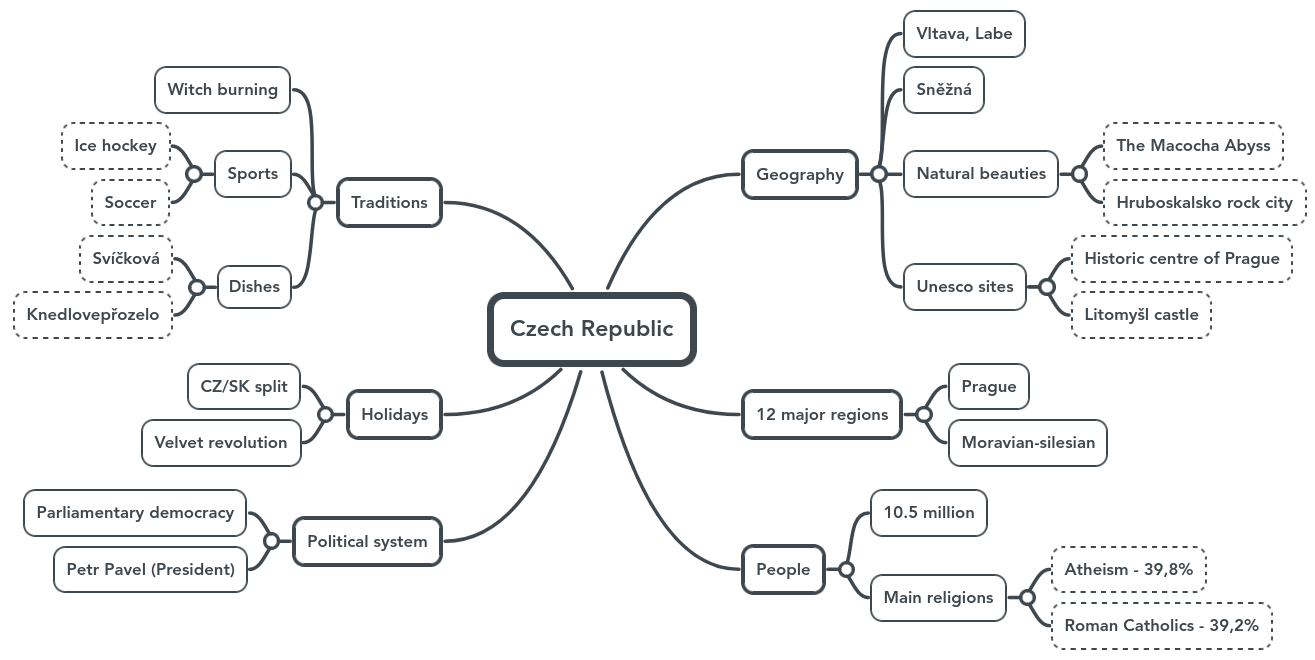 Czech Republic
Traditions
Witch burning
Sports
Ice hockey
Soccer
Dishes
Svíčková
Knedlovepřozelo
Holidays
CZ/SK split
Velvet revolution
Political system
Parliamentary democracy
Petr Pavel (President)
Geography
Vltava, Labe
Sněžná
Natural beauties
The Macocha Abyss
Hruboskalsko rock city
Unesco sites
Historic centre of Prague
Litomyšl castle
12 major regions
Prague
Moravian-silesian
People
10.5 million
Main religions
Atheism - 39,8%
Roman Catholics - 39,2%